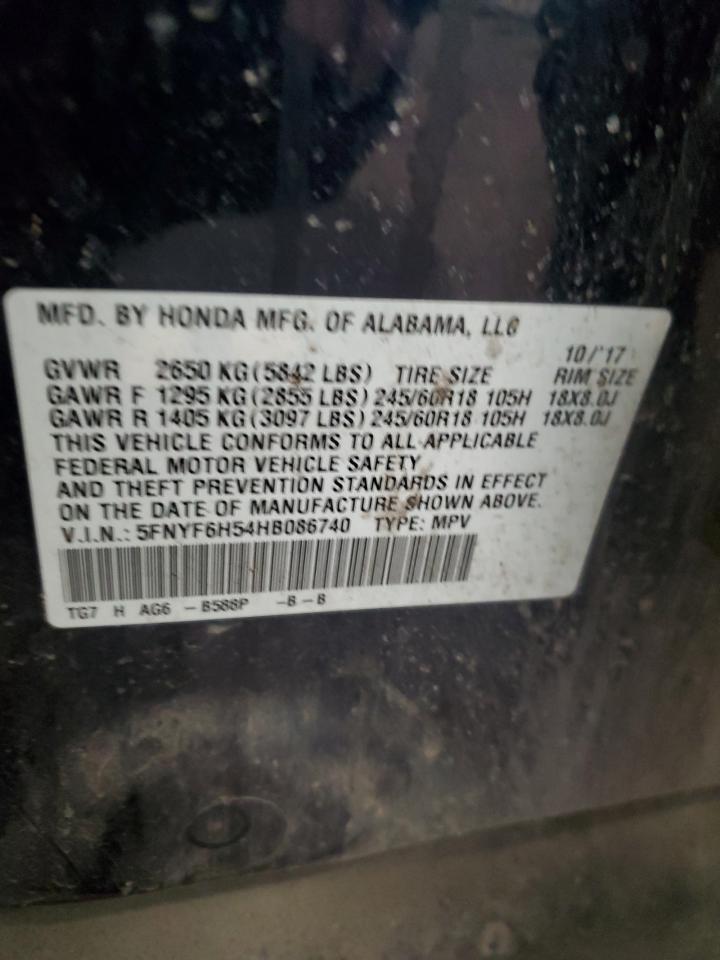 MFD. BY HONDA MFG. OF ALABAMA, LLC
10/'17
GVWR 2650 KG(5842 LBS) TIRE SIZE RIM SIZE
GAWR F 1295 KG(2855 LBS) 245/60R18 105H 18X8.0J
GAWR R 1405 KG(3097 LBS) 245/60R18 105H 18X8.0J
THIS VEHICLE CONFORMS TO ALL APPLICABLE
FEDERAL MOTOR VEHICLE SAFETY
AND THEFT PREVENTION STANDARDS IN EFFECT
ON THE DATE OF MANUFACTURE SHOWN ABOVE.
V.I.N.: 5FNYF6H54HB086740 TYPE: MPV
TG7 H AG6 -B588P -B-B